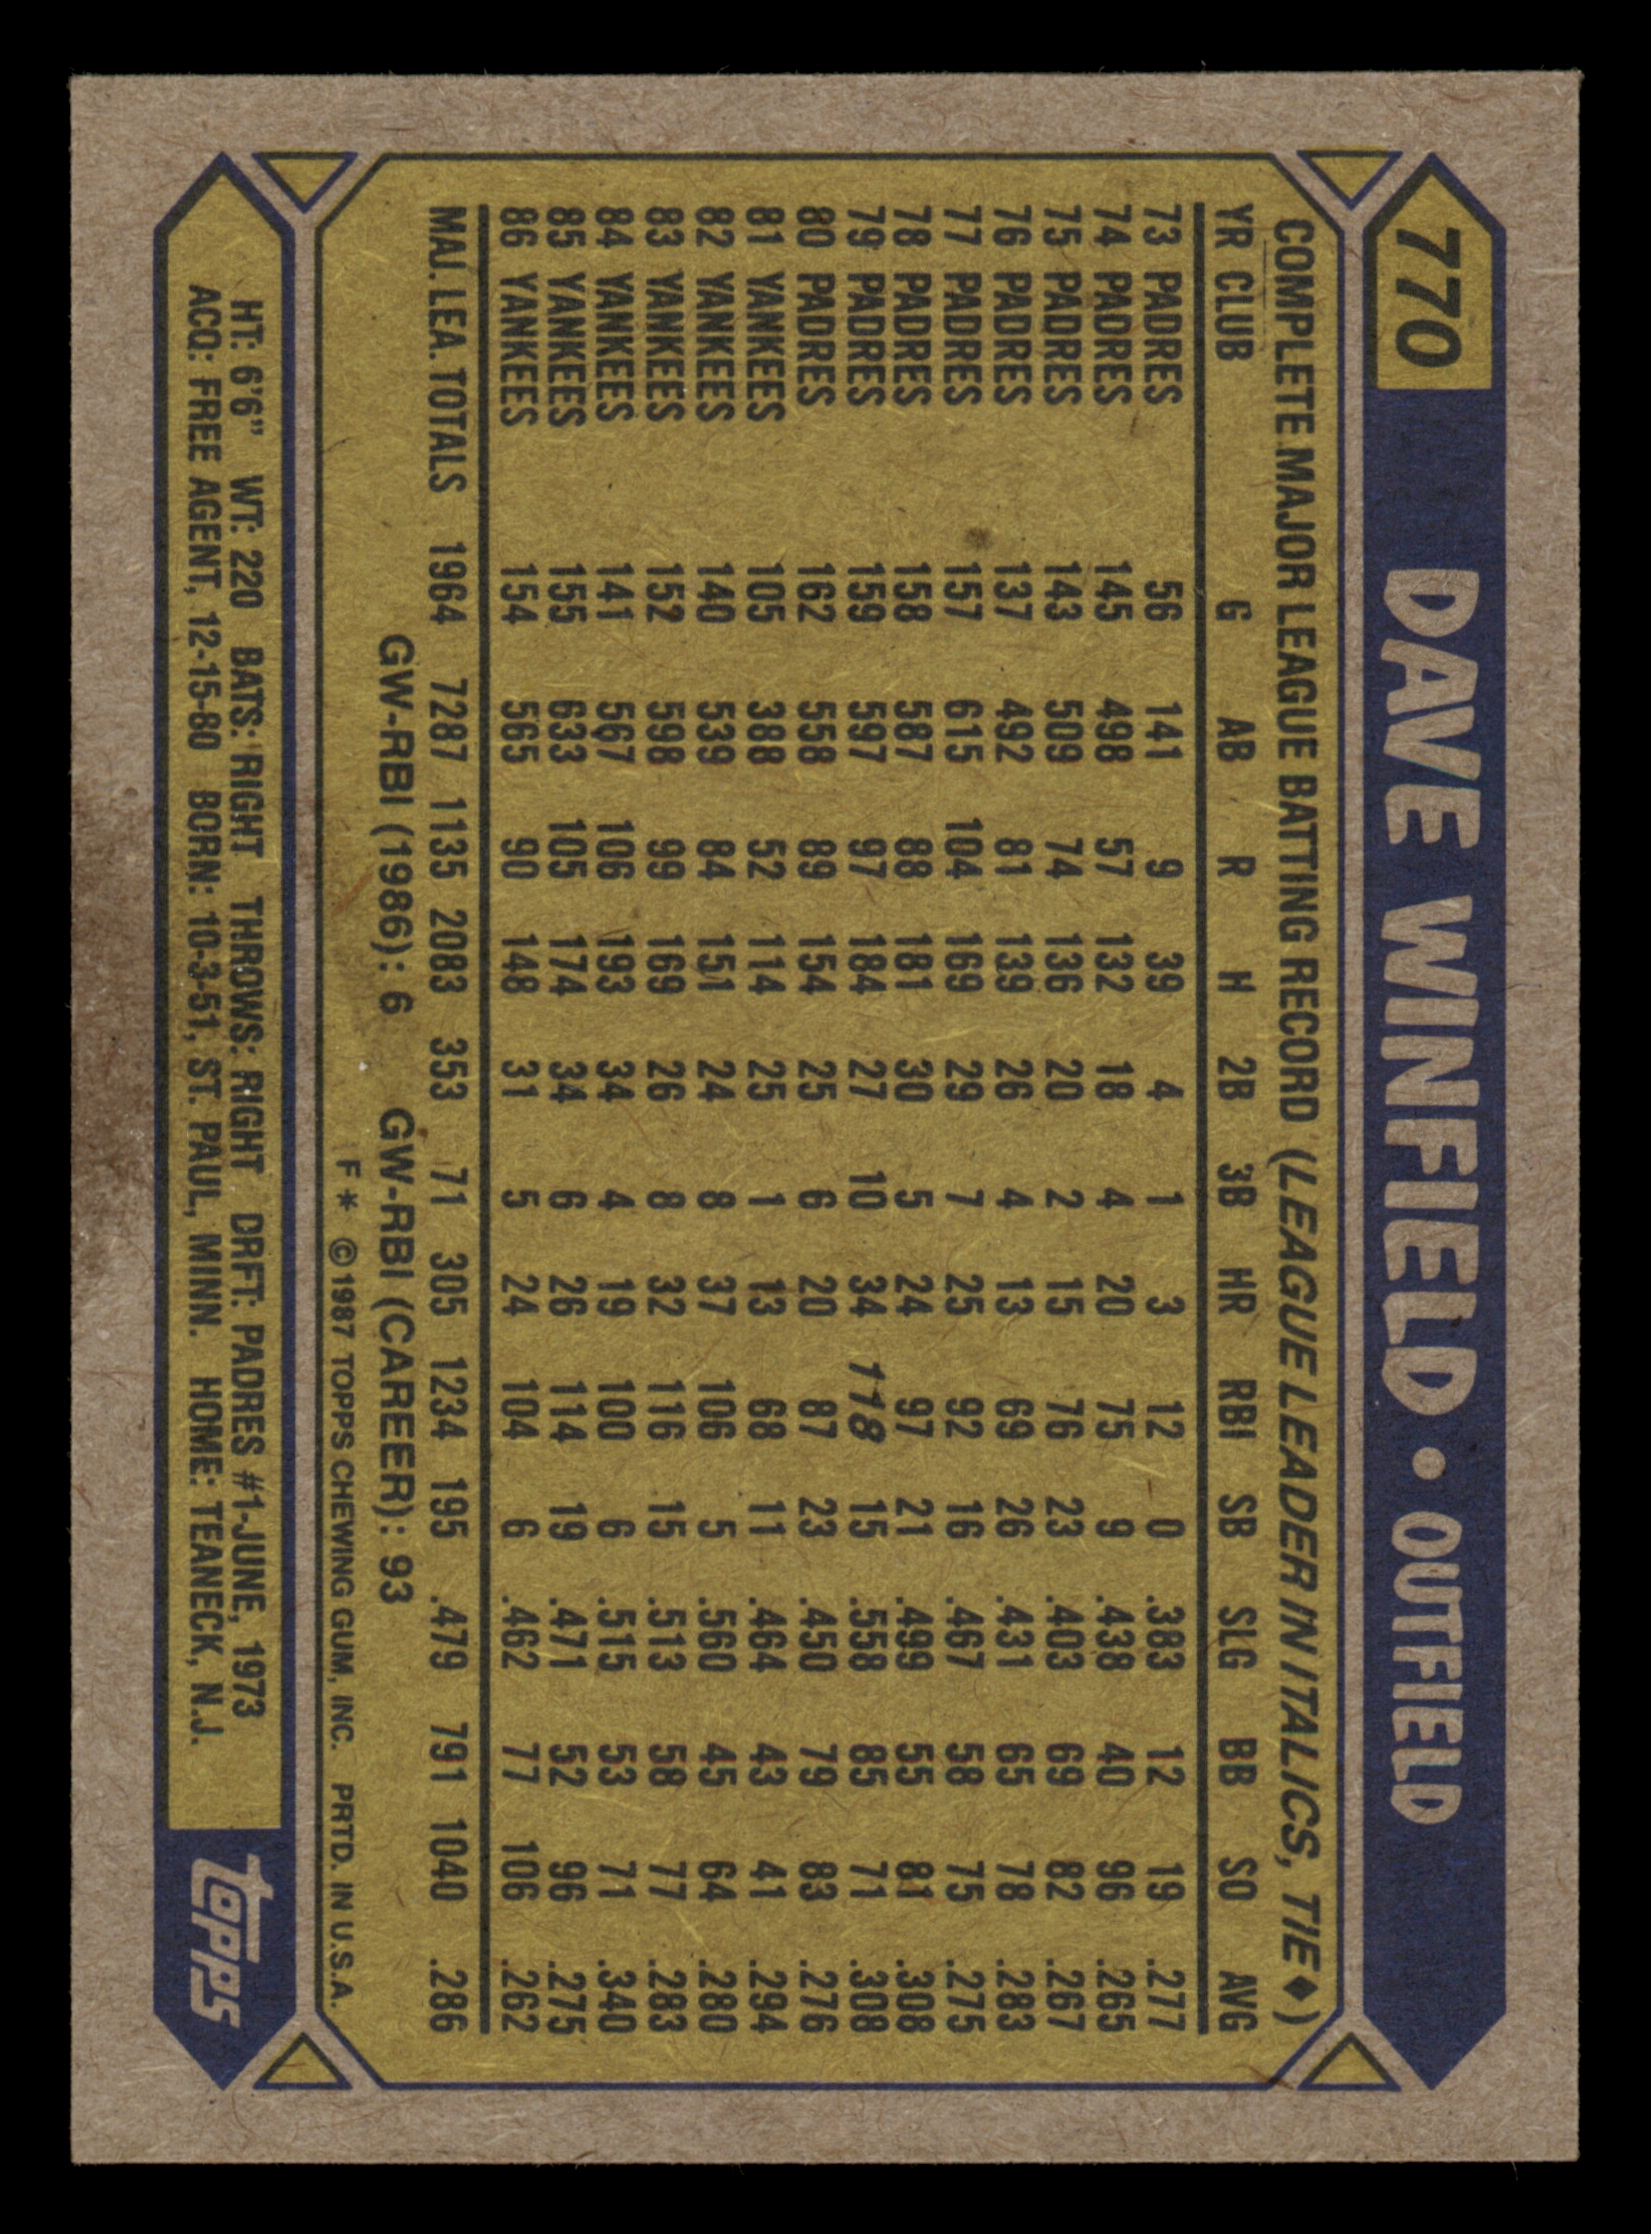 770 DAVE WINFIELD • OUTFIELD
COMPLETE MAJOR LEAGUE BATTING RECORD (LEAGUE LEADER IN ITALICS, TIE♦)
YR CLUB G AB R H 2B 3B HR RBI SB SLG BB SO AVG
73 PADRES 56 141 9 39 4 1 3 12 0 .383 12 19 .277
74 PADRES 145 498 57 132 18 4 20 75 9 .438 40 96 .265
75 PADRES 143 509 74 136 20 2 15 76 23 .403 69 82 .267
76 PADRES 137 492 81 139 26 4 13 69 26 .431 65 78 .283
77 PADRES 157 615 104 169 29 7 25 92 16 .467 58 75 .275
78 PADRES 158 587 88 181 30 5 24 97 21 .499 55 81 .308
79 PADRES 159 597 97 184 27 10 34 118 15 .558 85 71 .308
80 PADRES 162 558 89 154 25 6 20 87 23 .450 79 83 .276
81 YANKEES 105 388 52 114 25 1 13 68 11 .464 43 41 .294
82 YANKEES 140 539 84 151 24 8 37 106 5 .560 45 64 .280
83 YANKEES 152 598 99 169 26 8 32 116 15 .513 58 77 .283
84 YANKEES 141 567 106 193 34 4 19 100 6 .515 53 71 .340
85 YANKEES 155 633 105 174 34 6 26 114 19 .471 52 96 .275
86 YANKEES 154 565 90 148 31 5 24 104 6 .462 77 106 .262
MAJ. LEA. TOTALS 1964 7287 1135 2083 353 71 305 1234 195 .479 791 1040 .286
GW-RBI (1986): 6 GW-RBI (CAREER): 93
F* ©1987 TOPPS CHEWING GUM, INC. PRTD. IN U.S.A.
HT: 6'6" WT: 220 BATS: RIGHT THROWS: RIGHT DRFT: PADRES #1-JUNE, 1973
ACQ: FREE AGENT, 12-15-80 BORN: 10-3-51, ST. PAUL, MINN. HOME: TEANECK, N.J.
topps